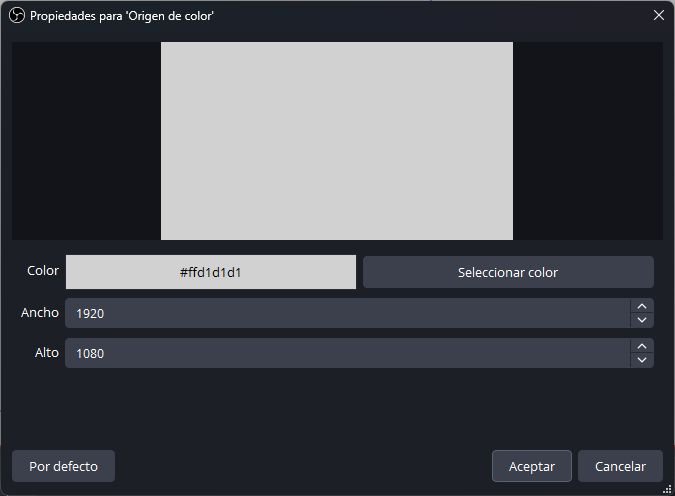 Propiedades para 'Origen de color'
Color #ffd1d1d1 Seleccionar color
Ancho 1920
Alto 1080
Por defecto Aceptar Cancelar